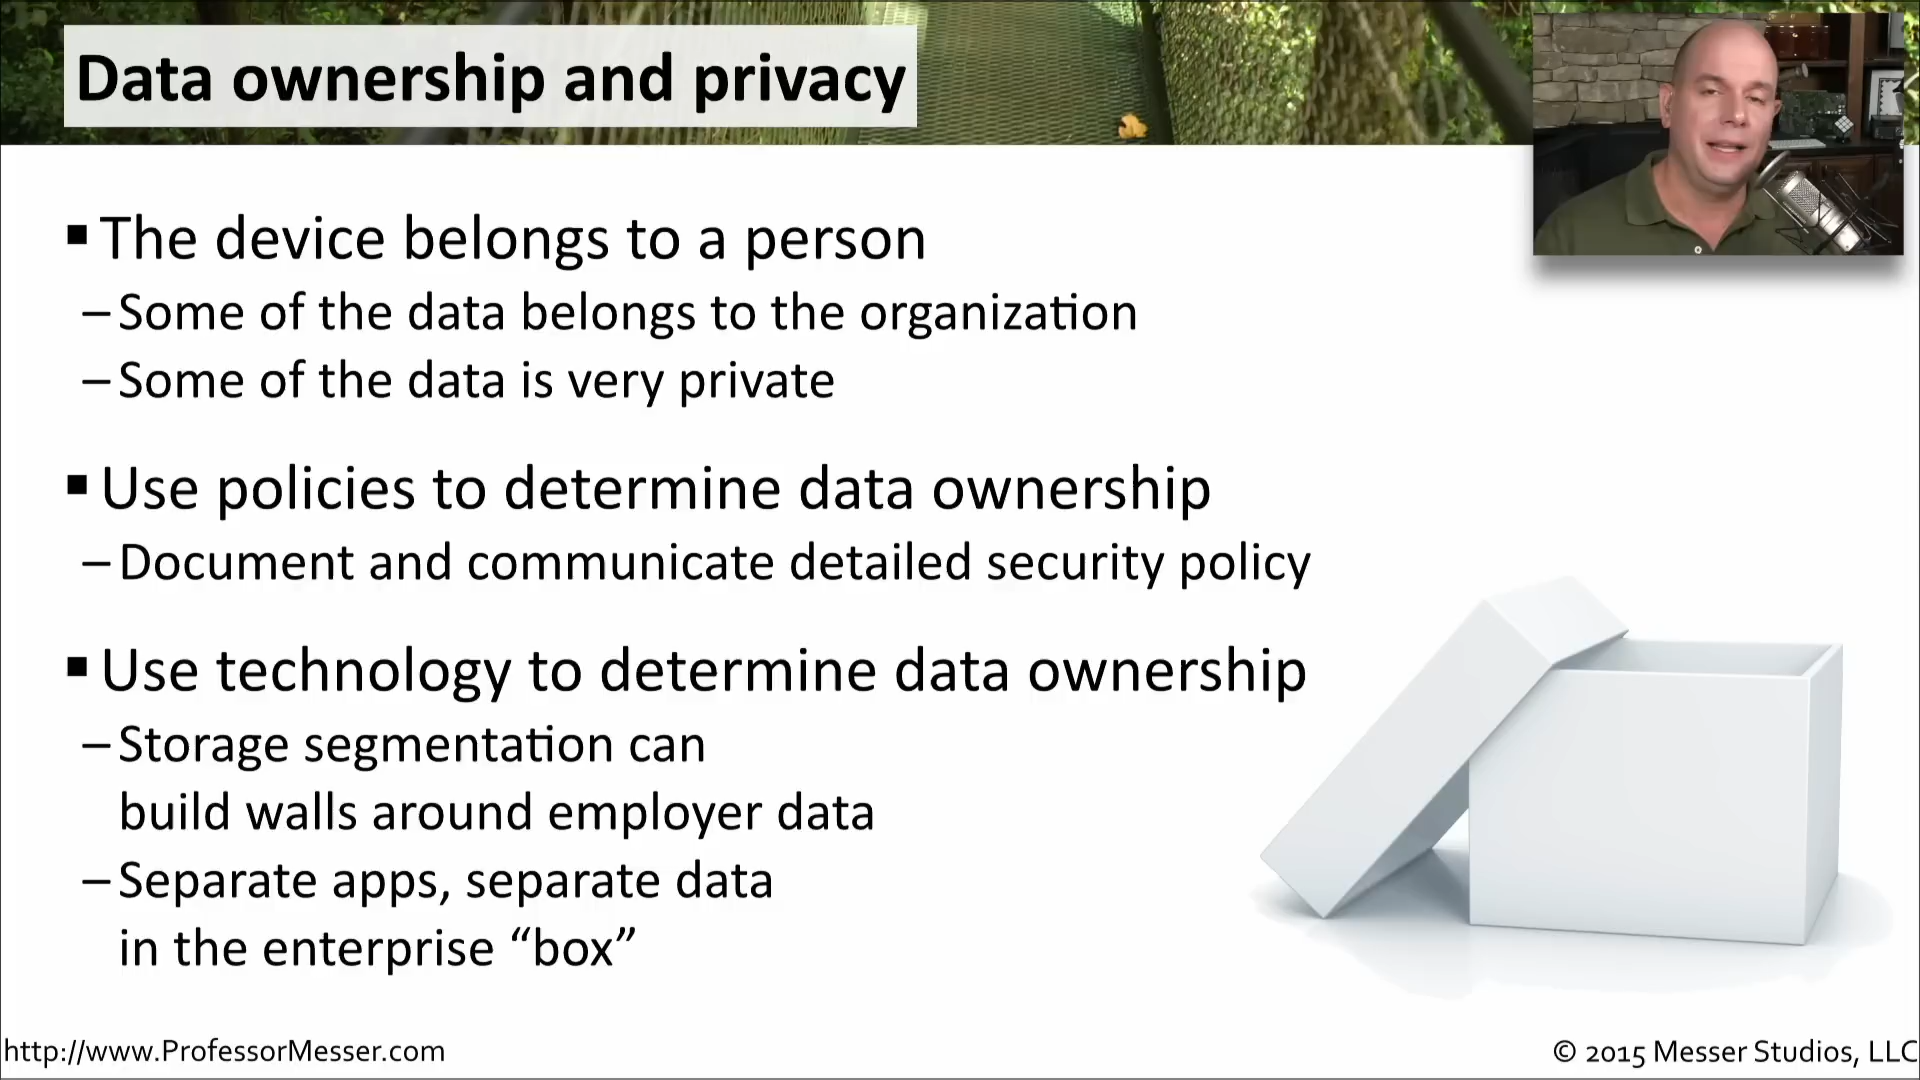 Data ownership and privacy
▪ The device belongs to a person
– Some of the data belongs to the organization
– Some of the data is very private
▪ Use policies to determine data ownership
– Document and communicate detailed security policy
▪ Use technology to determine data ownership
– Storage segmentation can
build walls around employer data
– Separate apps, separate data
in the enterprise “box”
http://www.ProfessorMesser.com
© 2015 Messer Studios, LLC